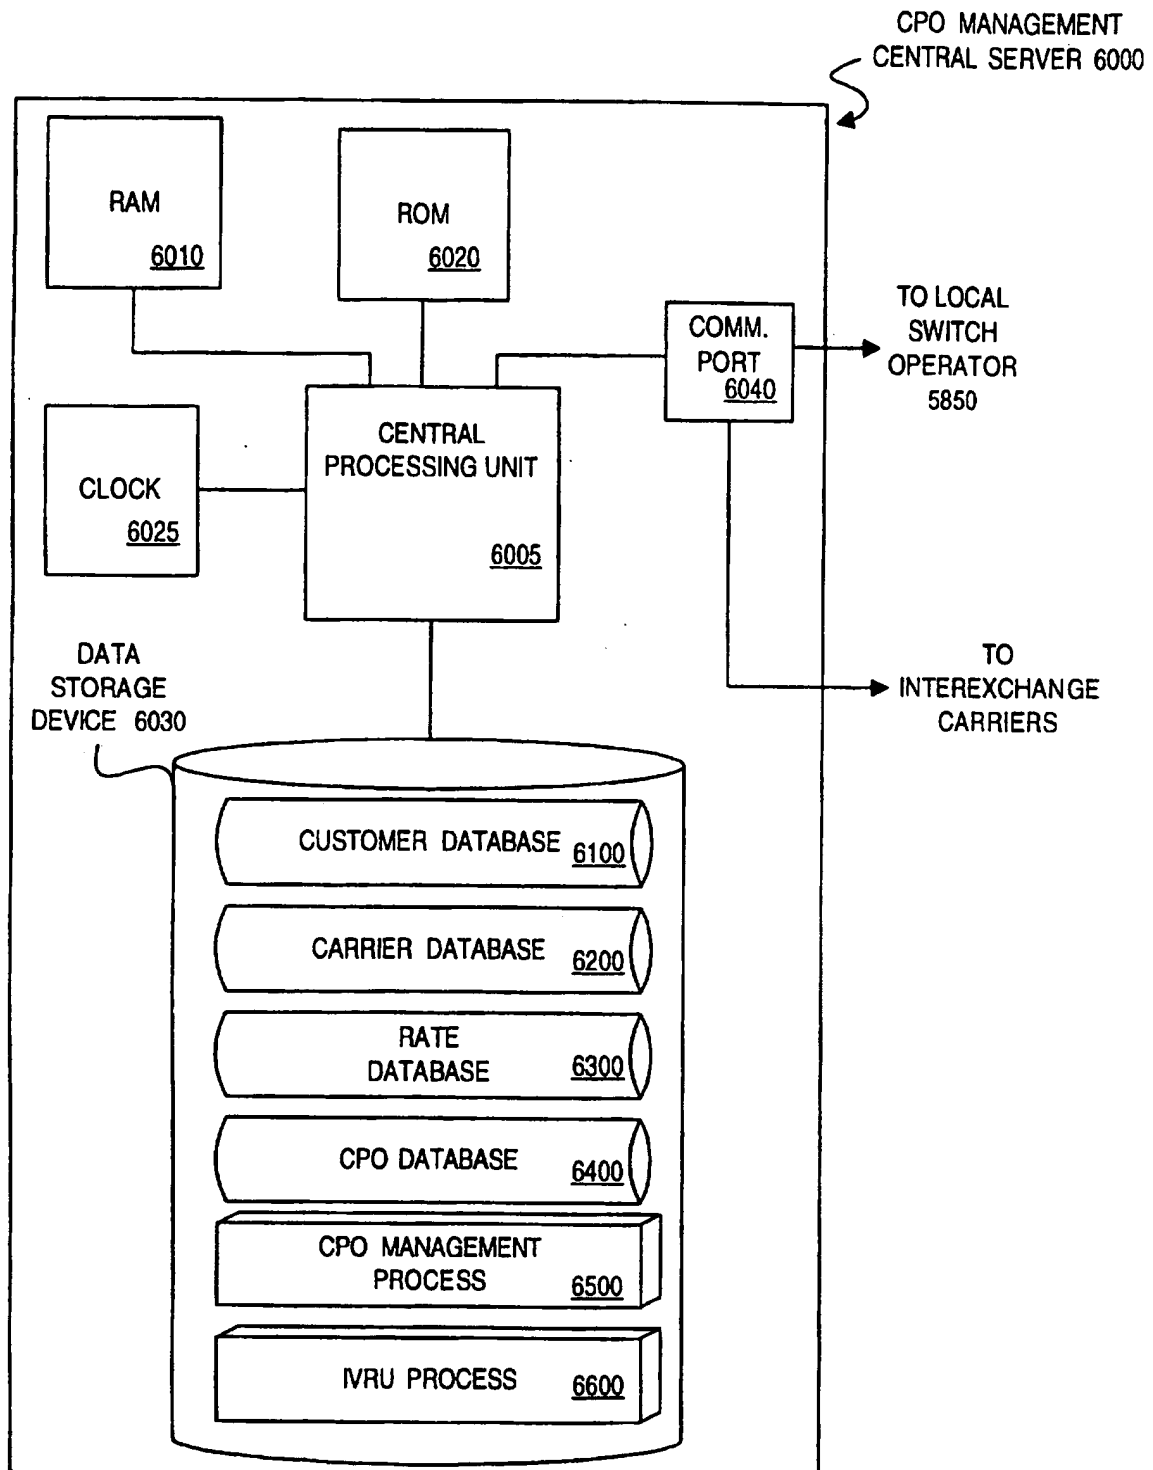 CPO MANAGEMENT
CENTRAL SERVER 6000
RAM
6010
ROM
6020
COMM.
PORT
6040
TO LOCAL
SWITCH
OPERATOR
5850
CLOCK
6025
CENTRAL
PROCESSING UNIT
6005
DATA
STORAGE
DEVICE 6030
TO
INTEREXCHANGE
CARRIERS
CUSTOMER DATABASE 6100
CARRIER DATABASE 6200
RATE
DATABASE 6300
CPO DATABASE 6400
CPO MANAGEMENT
PROCESS 6500
IVRU PROCESS 6600